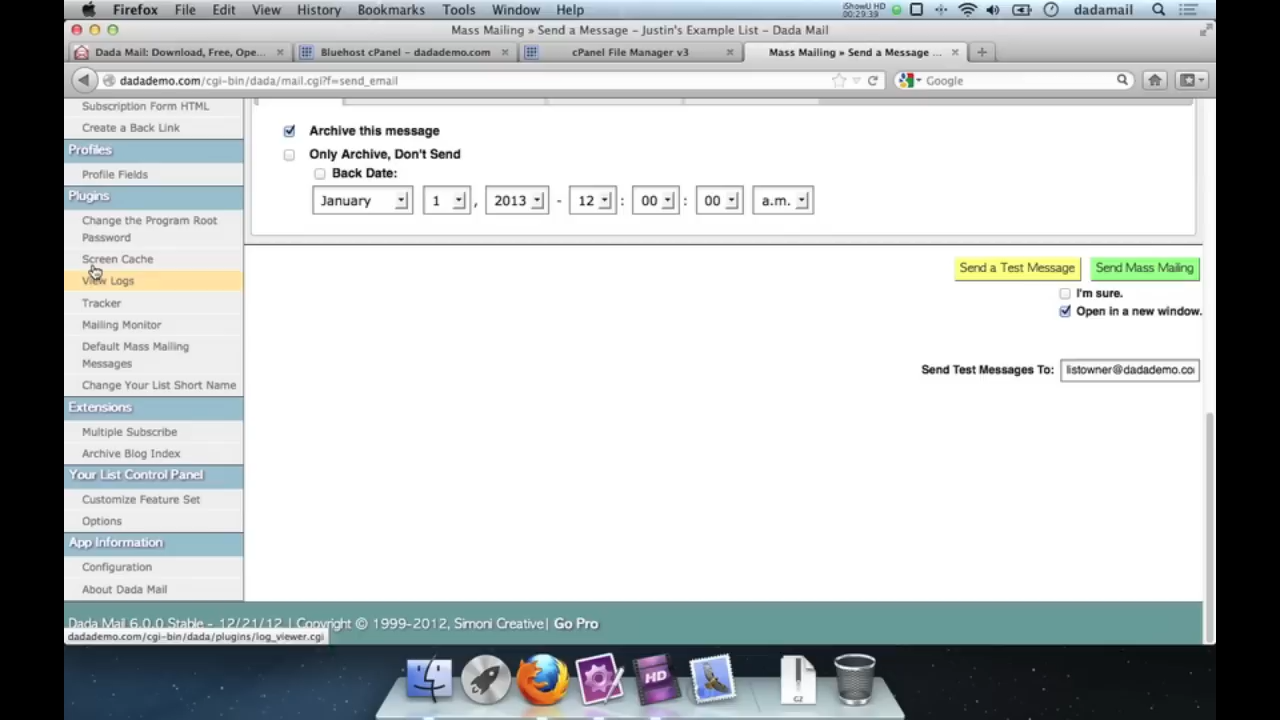 Firefox File Edit View History Bookmarks Tools Window Help iShowU HD 00:29:39 dadamail
Mass Mailing » Send a Message – Justin's Example List – Dada Mail
Dada Mail: Download, Free, Ope... Bluehost cPanel – dadademo.com cPanel File Manager v3 Mass Mailing » Send a Message ...
dadademo.com/cgi-bin/dada/mail.cgi?f=send_email Google
Subscription Form HTML
Create a Back Link
Profiles
Profile Fields
Plugins
Change the Program Root
Password
Screen Cache
View Logs
Tracker
Mailing Monitor
Default Mass Mailing
Messages
Change Your List Short Name
Extensions
Multiple Subscribe
Archive Blog Index
Your List Control Panel
Customize Feature Set
Options
App Information
Configuration
About Dada Mail
Archive this message
Only Archive, Don't Send
Back Date:
January 1 , 2013 - 12 : 00 : 00 a.m.
Send a Test Message Send Mass Mailing
I'm sure.
Open in a new window.
Send Test Messages To: listowner@dadademo.co
Dada Mail 6.0.0 Stable - 12/21/12 | Copyright © 1999-2012, Simoni Creative| Go Pro
dadademo.com/cgi-bin/dada/plugins/log_viewer.cgi
HD
GZ